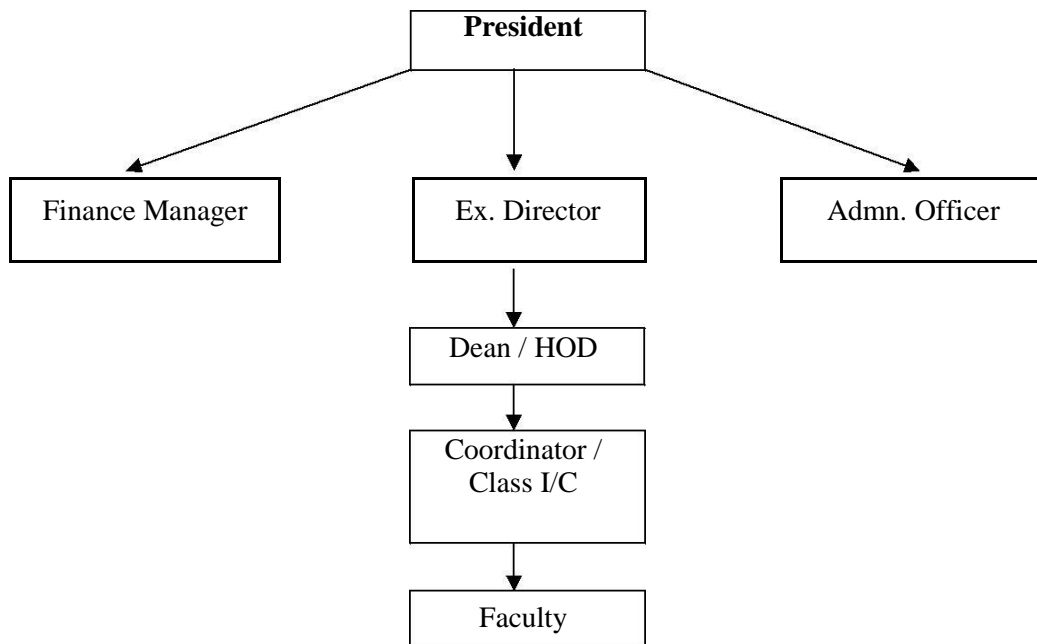 President
Finance Manager
Ex. Director
Admn. Officer
Dean / HOD
Coordinator /
Class I/C
Faculty